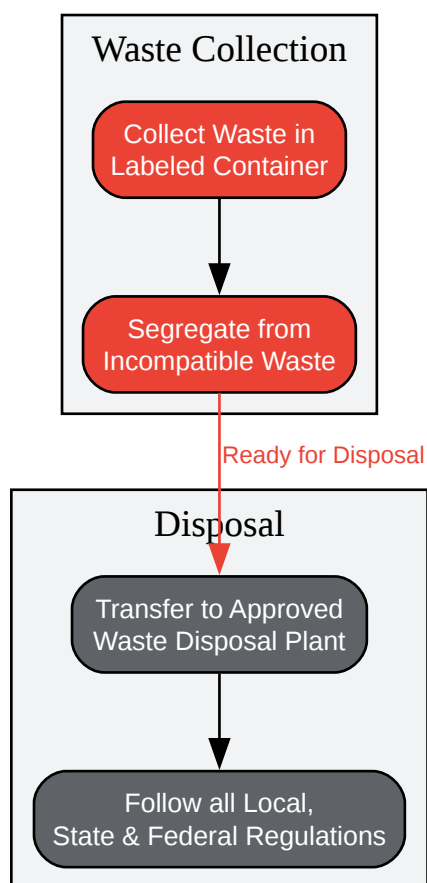 Waste Collection
Collect Waste in
Labeled Container
Segregate from
Incompatible Waste
Ready for Disposal
Disposal
Transfer to Approved
Waste Disposal Plant
Follow all Local,
State & Federal Regulations